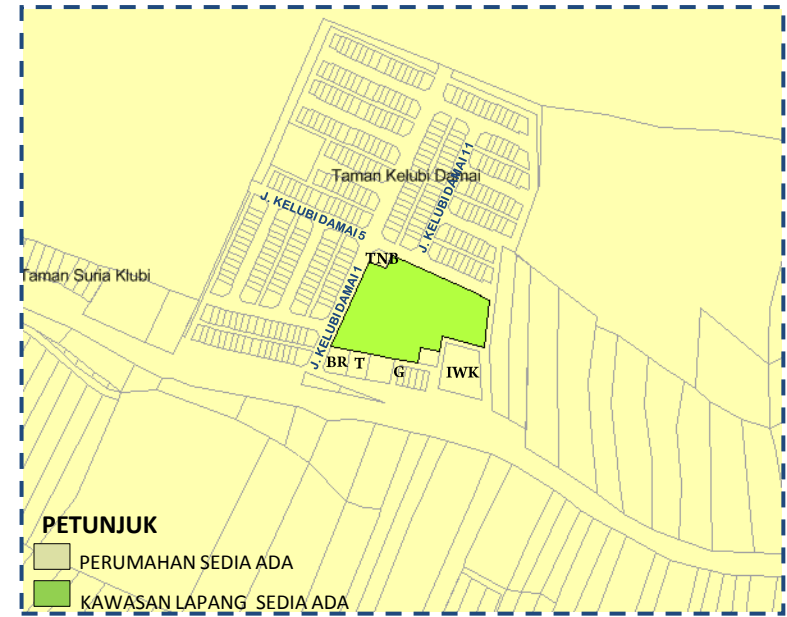 Taman Kelubi Damai
J. KELUBI DAMAI 11
J. KELUBI DAMAI 5
TNB
Taman Suria Klubi
J. KELUBI DAMAI 1
BR T G IWK
PETUNJUK
PERUMAHAN SEDIA ADA
KAWASAN LAPANG SEDIA ADA